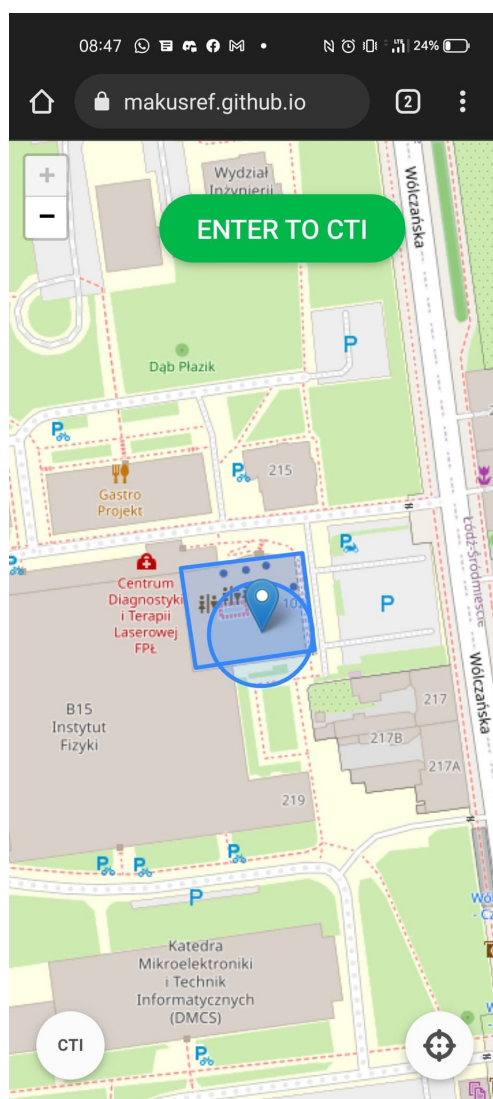 08:47
24%
makusref.github.io
2
+
−
Wydział
Inżynierii
Wólczańska
ENTER TO CTI
P
Dąb Płazik
P
P
215
Gastro
Projekt
P
P
Centrum
Diagnostyki
i Terapii
Laserowej
FPŁ
P
Łódź-Śródmieście
Wólczańska
B15
Instytut
Fizyki
217
217B
217A
219
P
P
P
P
Katedra
Mikroelektroniki
i Technik
Informatycznych
(DMCS)
CTI
P